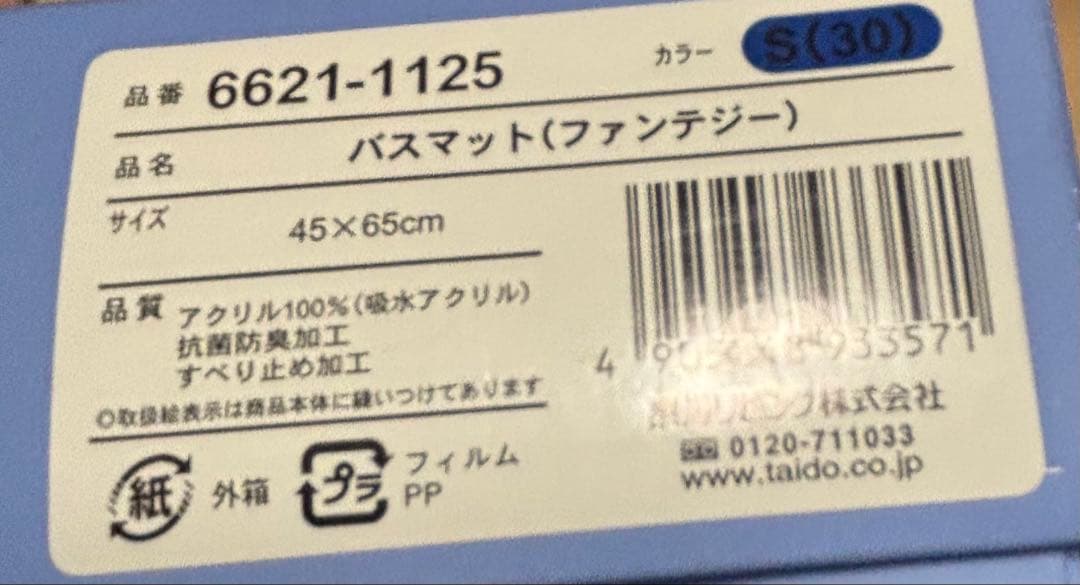 品番 6621-1125 カラー S(30)
品名 バスマット(ファンテジー)
サイズ 45×65cm
品質 アクリル100%(吸水アクリル)
抗菌防臭加工
すべり止め加工
◎取扱絵表示は商品本体に縫いつけてあります
紙 外箱 プラ フィルム
PP
4 933571
株式会社
0120-711033
www.taido.co.jp